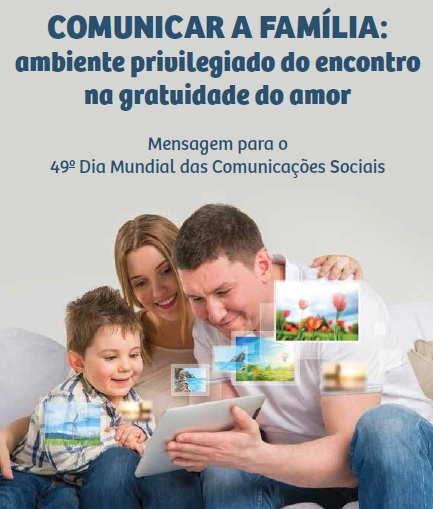 COMUNICAR A FAMÍLIA:
ambiente privilegiado do encontro
na gratuidade do amor
Mensagem para o
49º Dia Mundial das Comunicações Sociais